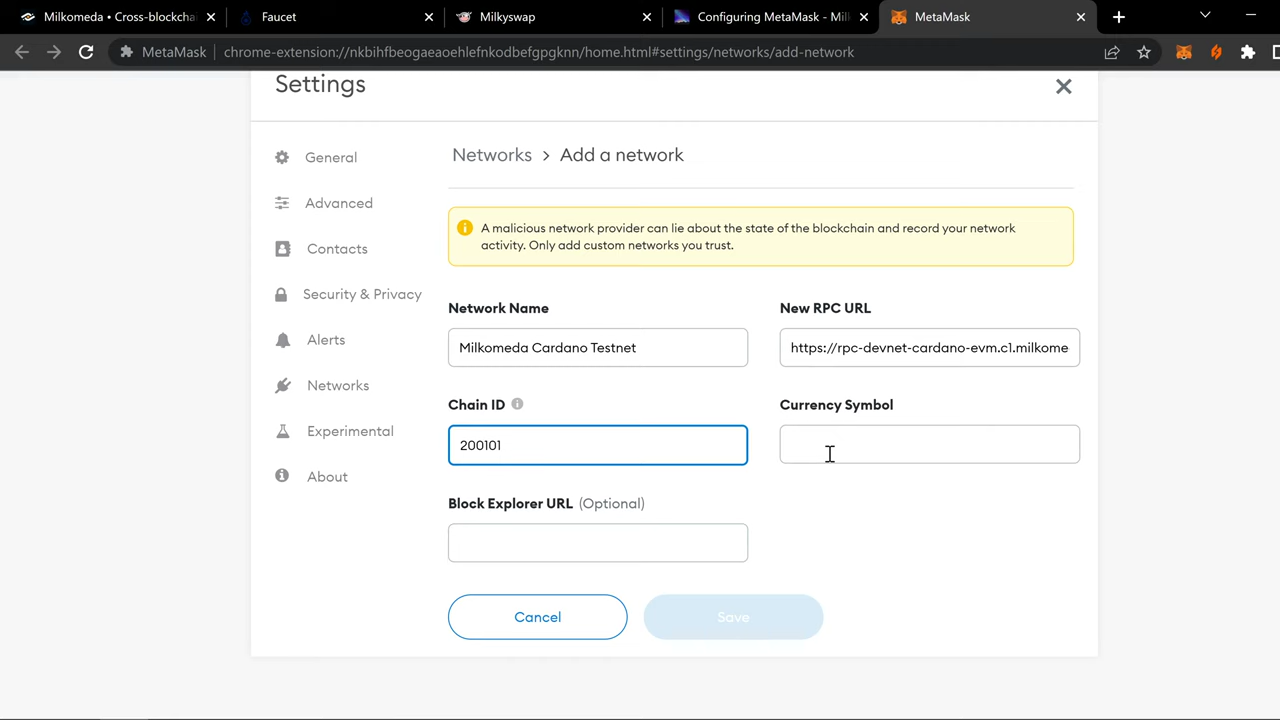 Milkomeda • Cross-blockcha
Faucet
Milkyswap
Configuring MetaMask - Mil
MetaMask
MetaMask
chrome-extension://nkbihfbeogaeaoehlefnkodbefgpgknn/home.html#settings/networks/add-network
Settings
General
Advanced
Contacts
Security & Privacy
Alerts
Networks
Experimental
About
Networks > Add a network
A malicious network provider can lie about the state of the blockchain and record your network
activity. Only add custom networks you trust.
Network Name
New RPC URL
Milkomeda Cardano Testnet
https://rpc-devnet-cardano-evm.c1.milkome
Chain ID
Currency Symbol
200101
Block Explorer URL (Optional)
Cancel
Save